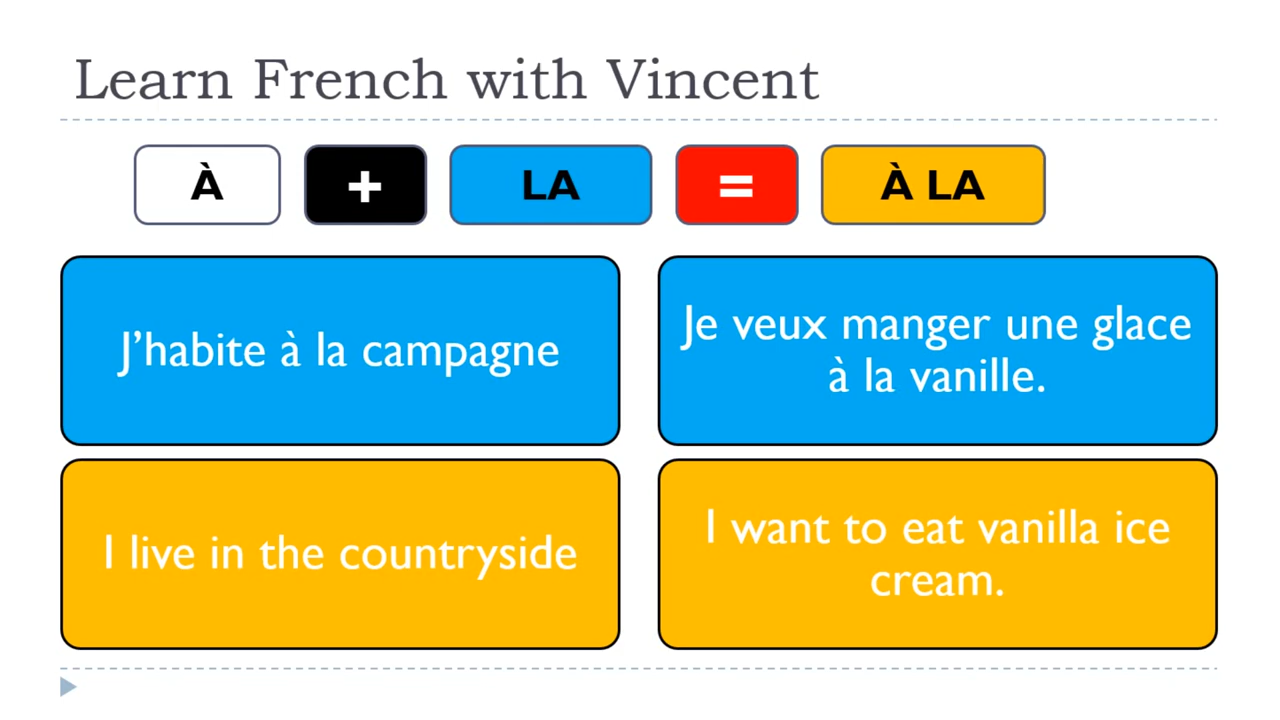 Learn French with Vincent
À + LA = À LA
J’habite à la campagne
Je veux manger une glace
à la vanille.
I live in the countryside
I want to eat vanilla ice
cream.